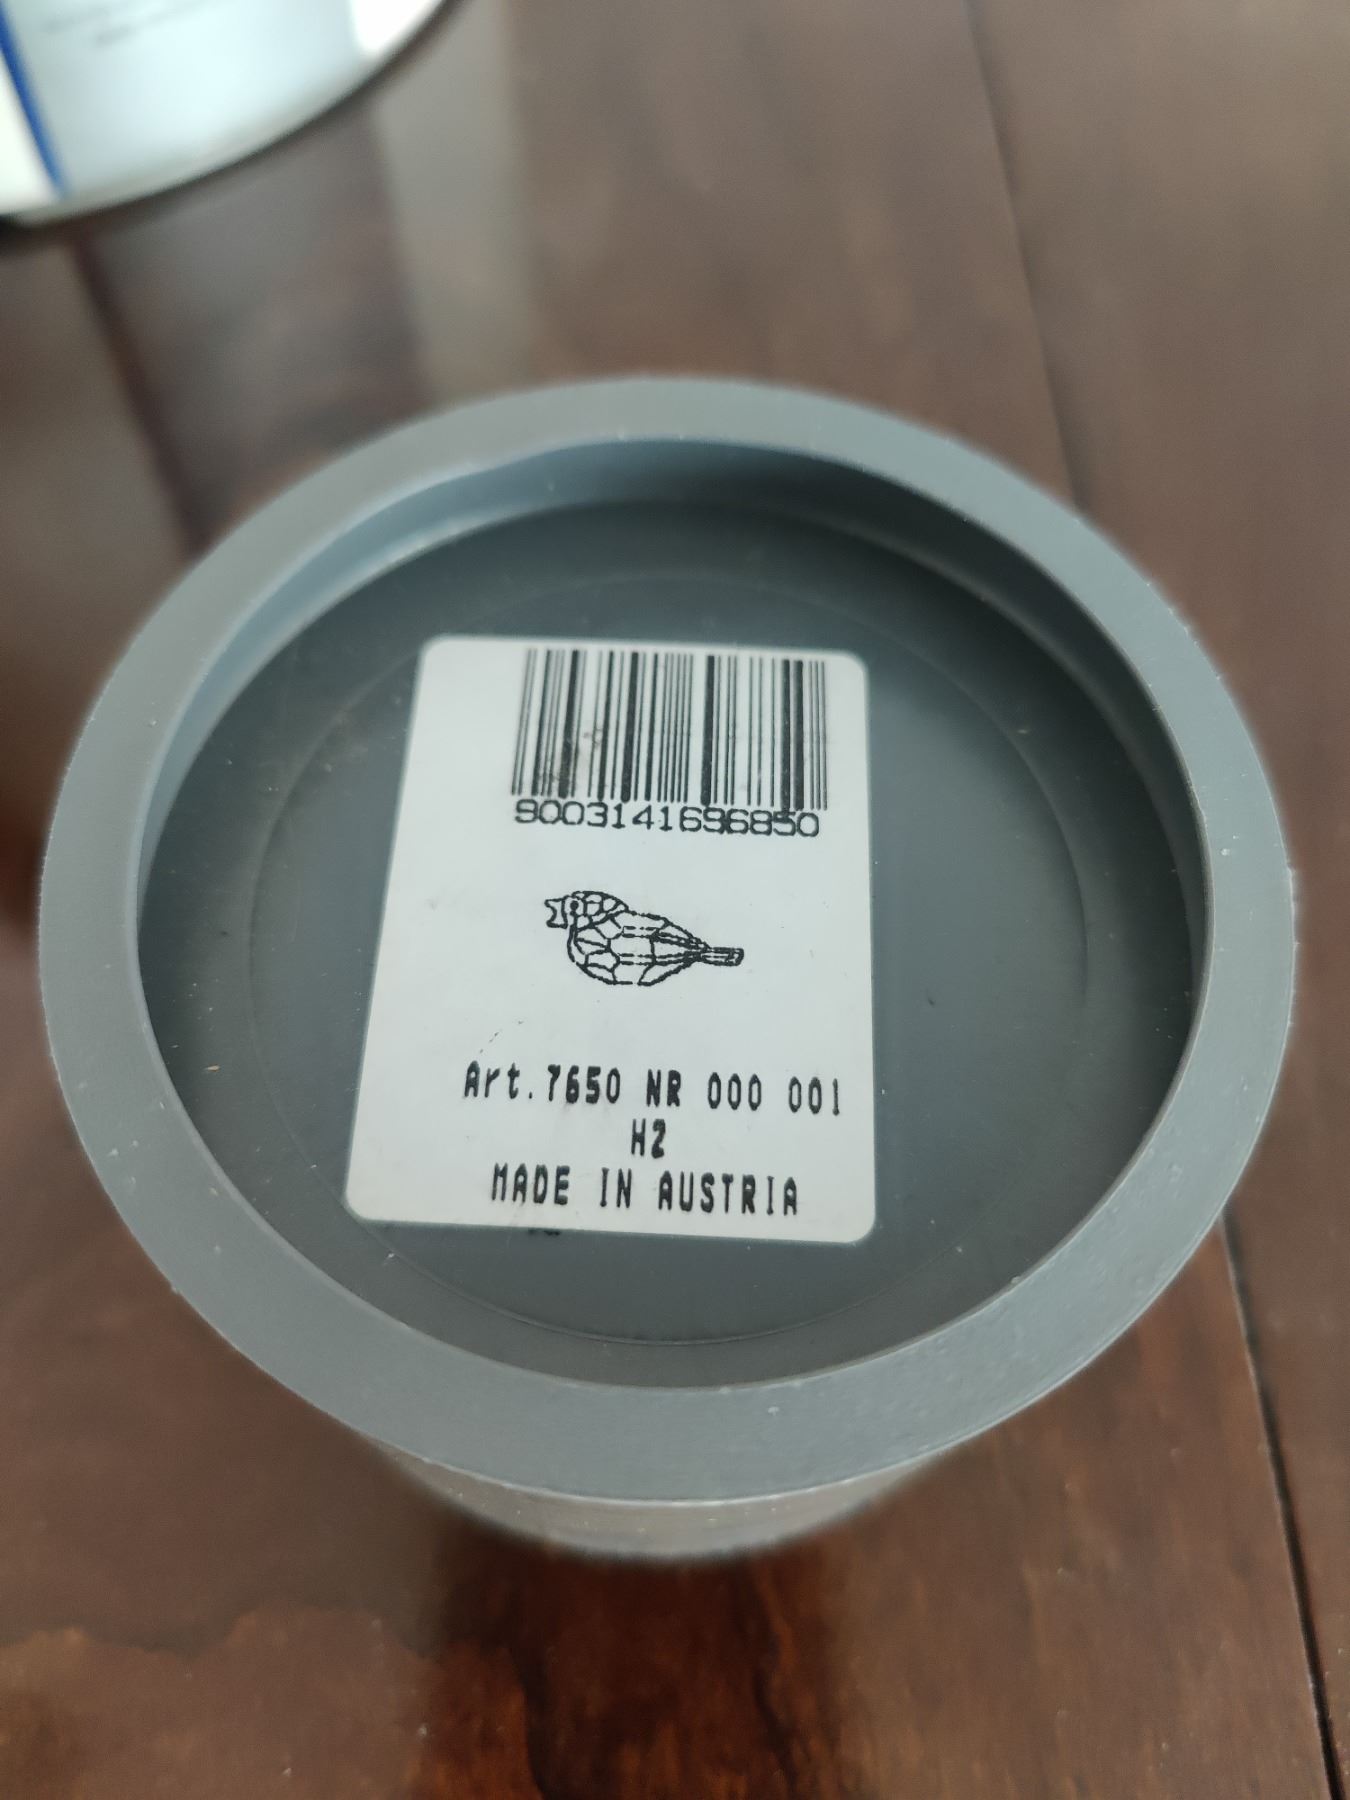 9003141696850
Art.7650 NR 000 001
H2
MADE IN AUSTRIA